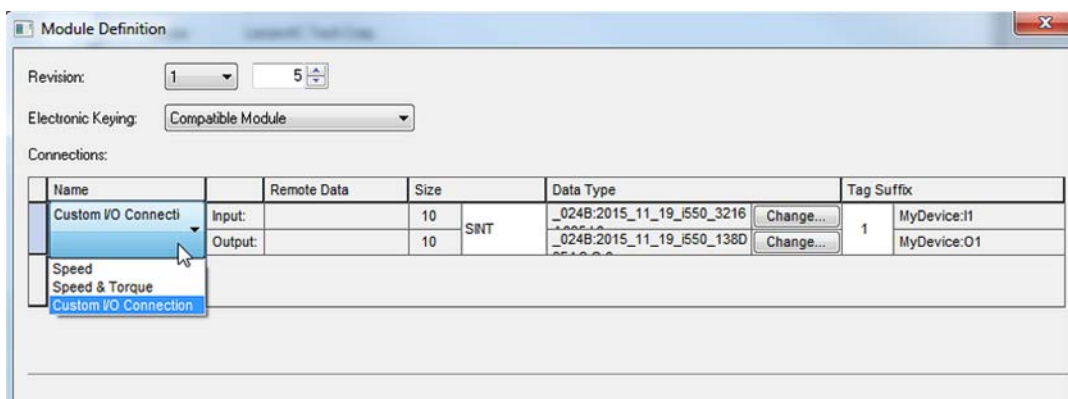 Module Definition
Revision:
1
5
Electronic Keying:
Compatible Module
Connections:
Name
Remote Data
Size
Data Type
Tag Suffix
Custom I/O Connecti
Input:
10
SINT
_024B:2015_11_19_i550_3216
Change...
1
MyDevice:I1
Output:
10
_024B:2015_11_19_i550_138D
Change...
MyDevice:O1
Speed
Speed & Torque
Custom I/O Connection